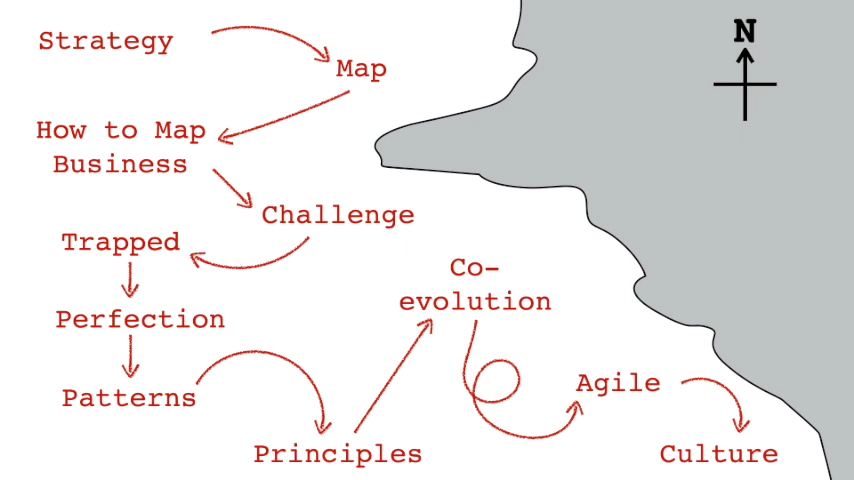 Strategy
Map
How to Map
Business
Challenge
Trapped
Perfection
Patterns
Principles
Co-
evolution
Agile
Culture
N